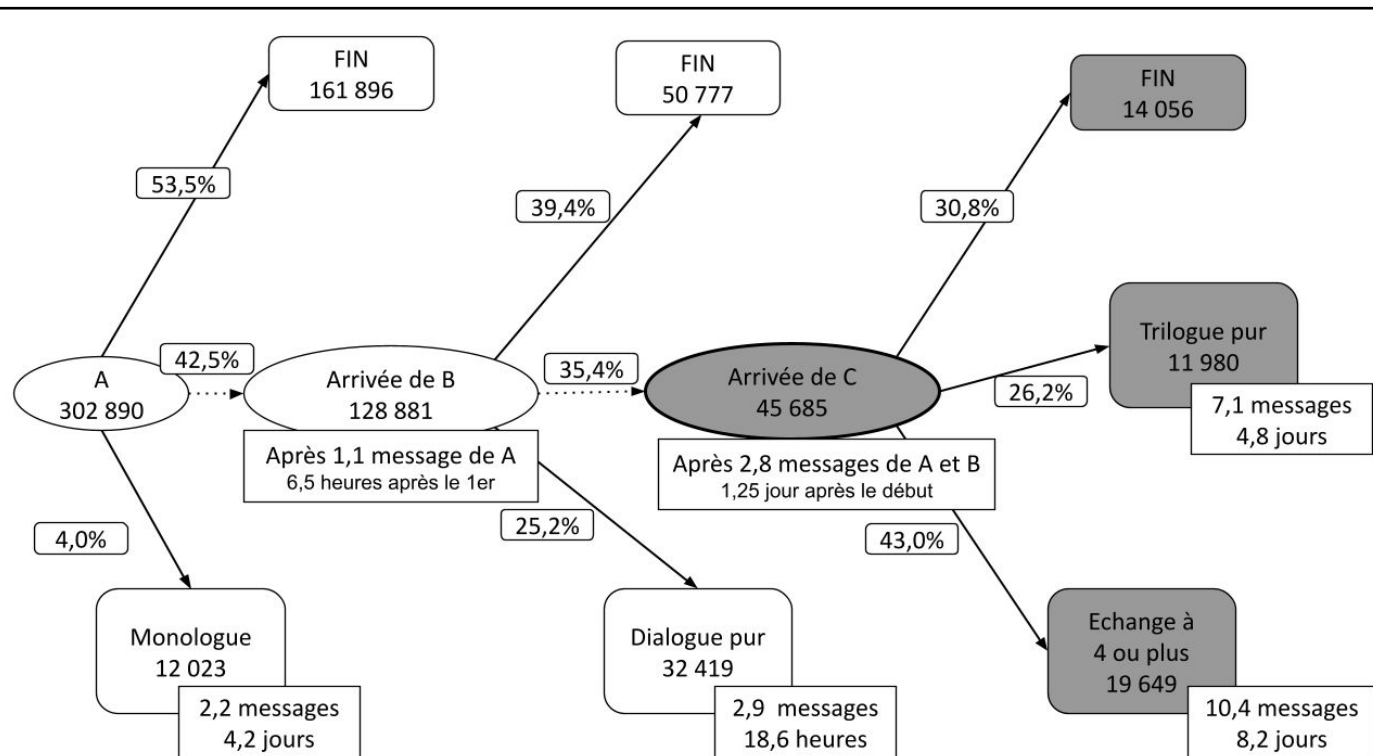 FIN
161 896
FIN
50 777
FIN
14 056
53,5%
39,4%
30,8%
A
302 890
42,5%
Arrivée de B
128 881
Après 1,1 message de A
6,5 heures après le 1er
35,4%
Arrivée de C
45 685
Après 2,8 messages de A et B
1,25 jour après le début
26,2%
Trilogue pur
11 980
7,1 messages
4,8 jours
4,0%
25,2%
43,0%
Monologue
12 023
2,2 messages
4,2 jours
Dialogue pur
32 419
2,9 messages
18,6 heures
Echange à
4 ou plus
19 649
10,4 messages
8,2 jours